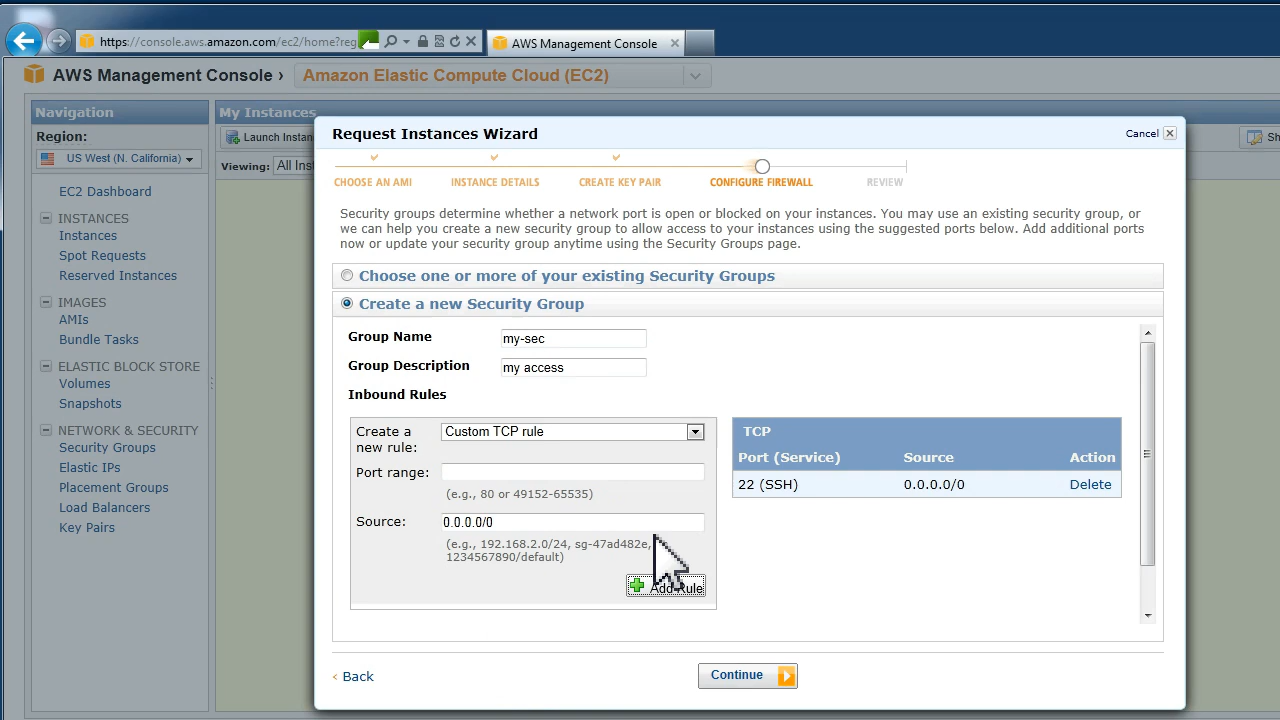 https://console.aws.amazon.com/ec2/home?reg
AWS Management Console
AWS Management Console ›
Amazon Elastic Compute Cloud (EC2)
Navigation
Region:
US West (N. California)
EC2 Dashboard
INSTANCES
Instances
Spot Requests
Reserved Instances
IMAGES
AMIs
Bundle Tasks
ELASTIC BLOCK STORE
Volumes
Snapshots
NETWORK & SECURITY
Security Groups
Elastic IPs
Placement Groups
Load Balancers
Key Pairs
My Instances
Launch Instan
Sh
Viewing:
All Inst
Request Instances Wizard
Cancel
CHOOSE AN AMI
INSTANCE DETAILS
CREATE KEY PAIR
CONFIGURE FIREWALL
REVIEW
Security groups determine whether a network port is open or blocked on your instances. You may use an existing security group, or
we can help you create a new security group to allow access to your instances using the suggested ports below. Add additional ports
now or update your security group anytime using the Security Groups page.
Choose one or more of your existing Security Groups
Create a new Security Group
Group Name
my-sec
Group Description
my access
Inbound Rules
Create a
new rule:
Custom TCP rule
Port range:
(e.g., 80 or 49152-65535)
Source:
0.0.0.0/0
(e.g., 192.168.2.0/24, sg-47ad482e,
1234567890/default)
Add Rule
TCP
Port (Service)
Source
Action
22 (SSH)
0.0.0.0/0
Delete
‹ Back
Continue